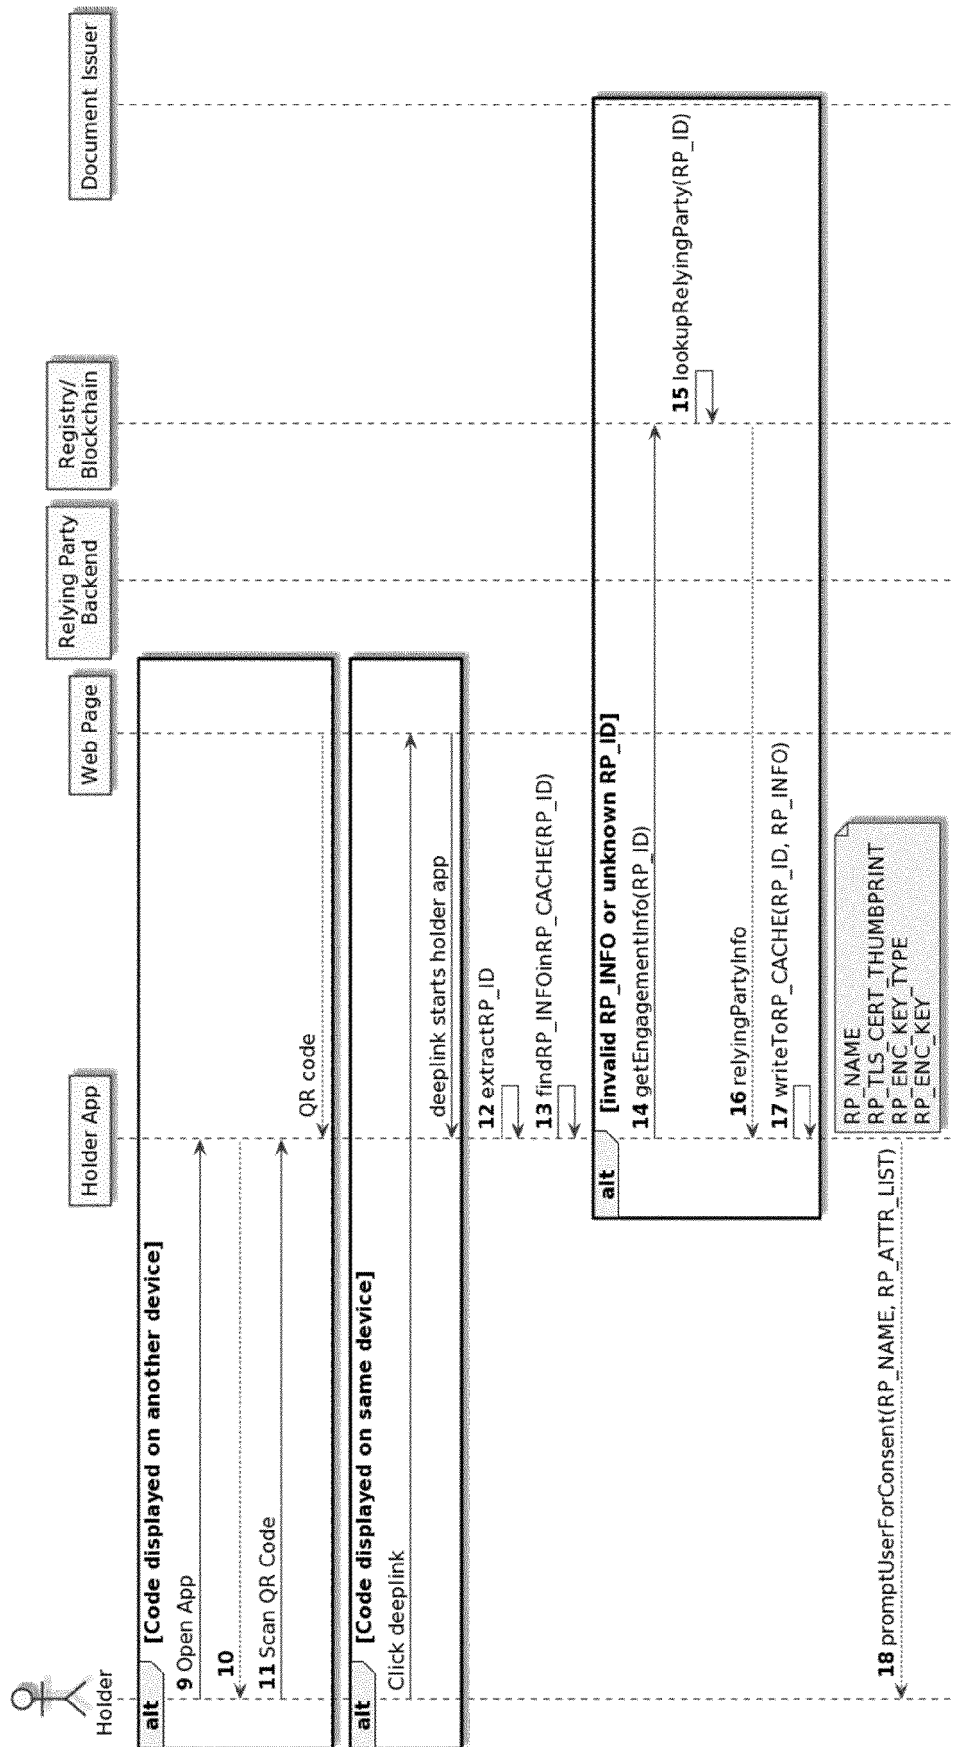 Holder
Holder App
Web Page
Relying Party
Backend
Registry/
Blockchain
Document Issuer
alt
[Code displayed on another device]
9 Open App
10
11 Scan QR Code
QR code
alt
[Code displayed on same device]
Click deeplink
deeplink starts holder app
12 extractRP_ID
13 findRP_INFOinRP_CACHE(RP_ID)
alt
[invalid RP_INFO or unknown RP_ID]
14 getEngagementInfo(RP_ID)
15 lookupRelyingParty(RP_ID)
16 relyingPartyInfo
17 writeToRP_CACHE(RP_ID, RP_INFO)
RP_NAME
RP_TLS_CERT_THUMBPRINT
RP_ENC_KEY_TYPE
RP_ENC_KEY
18 promptUserForConsent(RP_NAME, RP_ATTR_LIST)